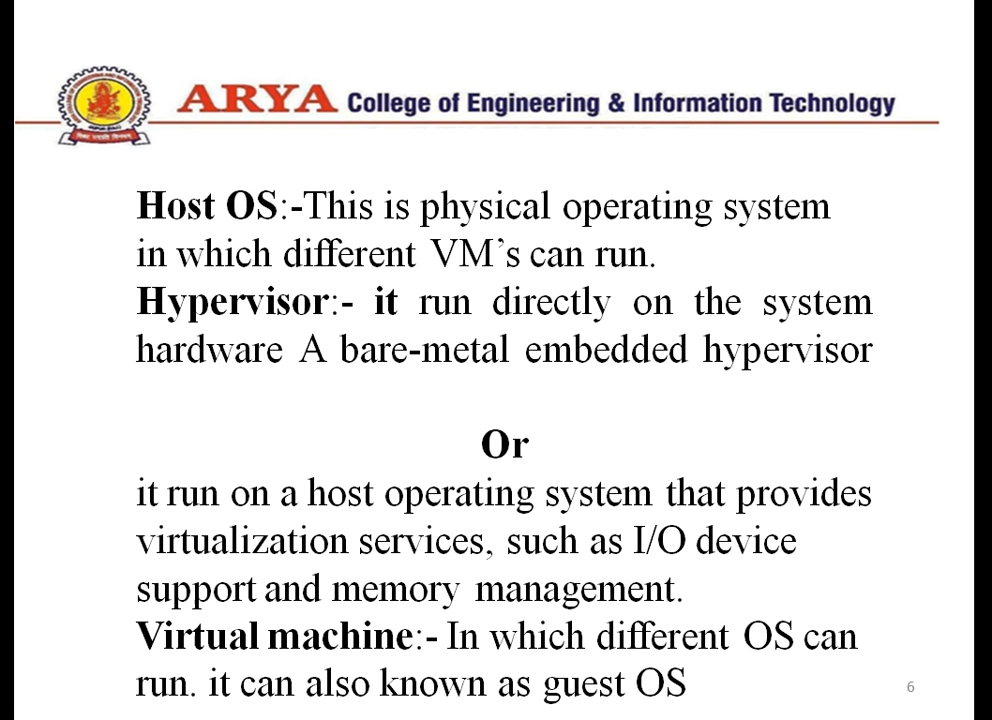 ARYA College of Engineering & Information Technology
Host OS:-This is physical operating system
in which different VM's can run.
Hypervisor:- it run directly on the system
hardware A bare-metal embedded hypervisor
Or
it run on a host operating system that provides
virtualization services, such as I/O device
support and memory management.
Virtual machine:- In which different OS can
run. it can also known as guest OS
6